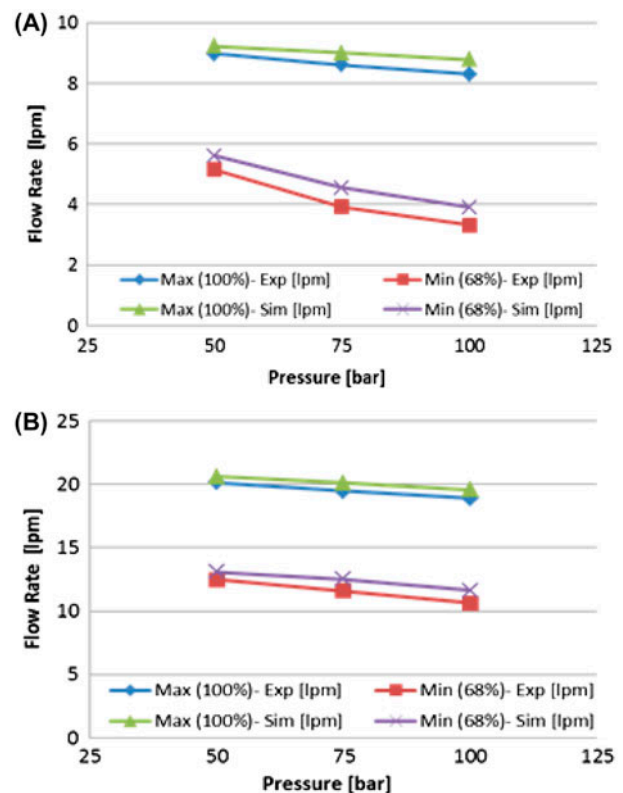 (A)
10
8
6
4
2
0
Flow Rate [lpm]
Max (100%)- Exp [lpm]
Min (68%)- Exp [lpm]
Max (100%)- Sim [lpm]
Min (68%)- Sim [lpm]
25 50 75 100 125
Pressure [bar]
(B)
25
20
15
10
5
0
Flow Rate [lpm]
Max (100%)- Exp [lpm]
Min (68%)- Exp [lpm]
Max (100%)- Sim [lpm]
Min (68%)- Sim [lpm]
25 50 75 100 125
Pressure [bar]